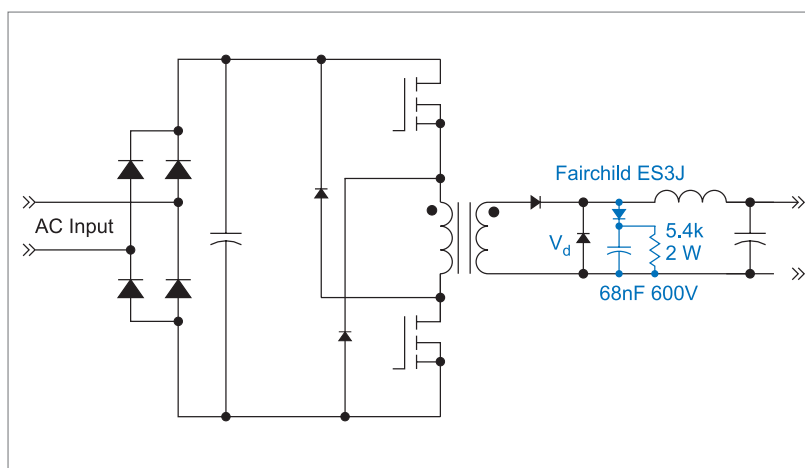 Fairchild ES3J
AC Input
Vd
5.4k
2 W
68nF 600V